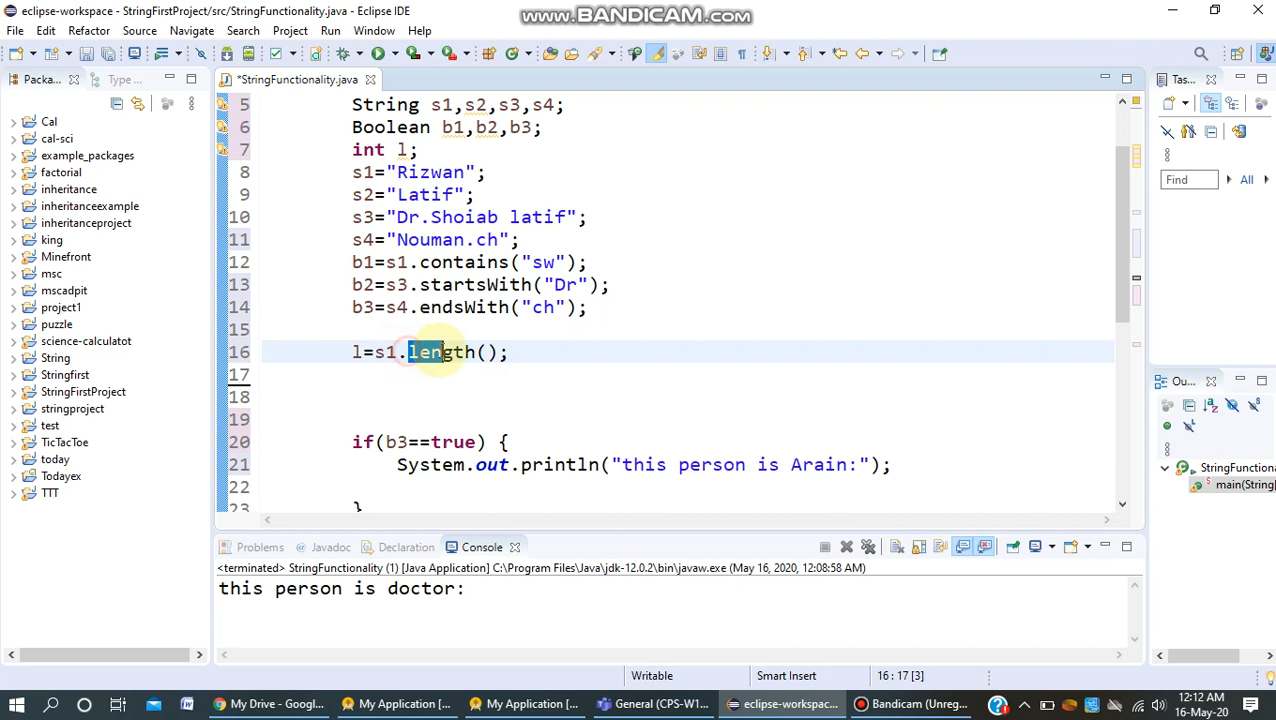 eclipse-workspace - StringFirstProject/src/StringFunctionality.java - Eclipse IDE
www.BANDICAM.com
File Edit Refactor Source Navigate Search Project Run Window Help
Packa... Type ...
*StringFunctionality.java
Tas...
Cal
cal-sci
example_packages
factorial
inheritance
inheritanceexample
inheritanceproject
king
Minefront
msc
mscadpit
project1
puzzle
science-calculatot
String
Stringfirst
StringFirstProject
stringproject
test
TicTacToe
today
Todayex
TTT
5 String s1,s2,s3,s4;
6 Boolean b1,b2,b3;
7 int l;
8 s1="Rizwan";
9 s2="Latif";
10 s3="Dr.Shoiab latif";
11 s4="Nouman.ch";
12 b1=s1.contains("sw");
13 b2=s3.startsWith("Dr");
14 b3=s4.endsWith("ch");
15
16 l=s1.length();
17
18
19
20 if(b3==true) {
21 System.out.println("this person is Arain:");
22
23 }
Find All
Ou...
StringFunctiona
main(String[
Problems Javadoc Declaration Console
<terminated> StringFunctionality (1) [Java Application] C:\Program Files\Java\jdk-12.0.2\bin\javaw.exe (May 16, 2020, 12:08:58 AM)
this person is doctor:
Writable Smart Insert 16 : 17 [3]
My Drive - Googl...
My Application [...
My Application [...
General (CPS-W1...
eclipse-workspac...
Bandicam (Unreg...
12:12 AM
16-May-20